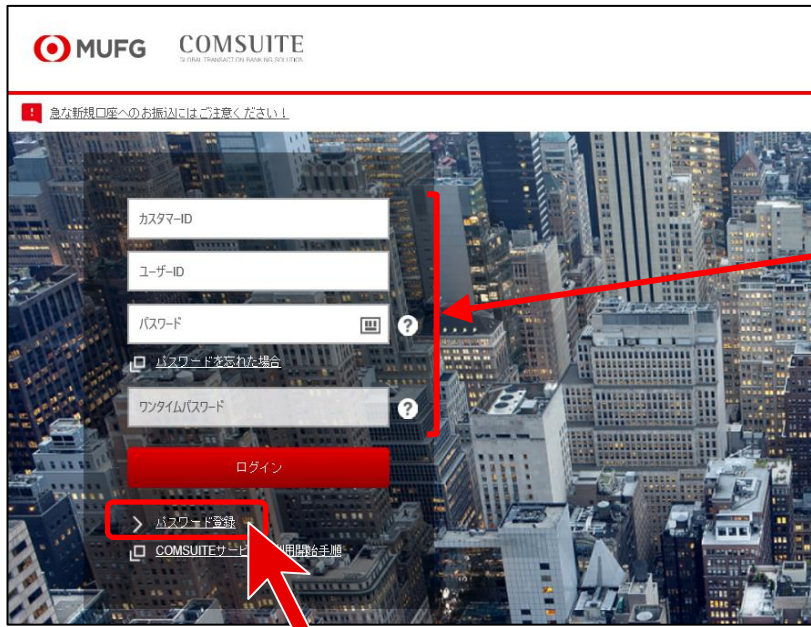 MUFG COMSUITE
GLOBAL TRANSACTION BANKING SOLUTION
急な新規口座へのお振込にはご注意ください!
カスタマーID
ユーザーID
パスワード
パスワードを忘れた場合
ワンタイムパスワード
ログイン
パスワード登録
COMSUITEサービ 用開始手順